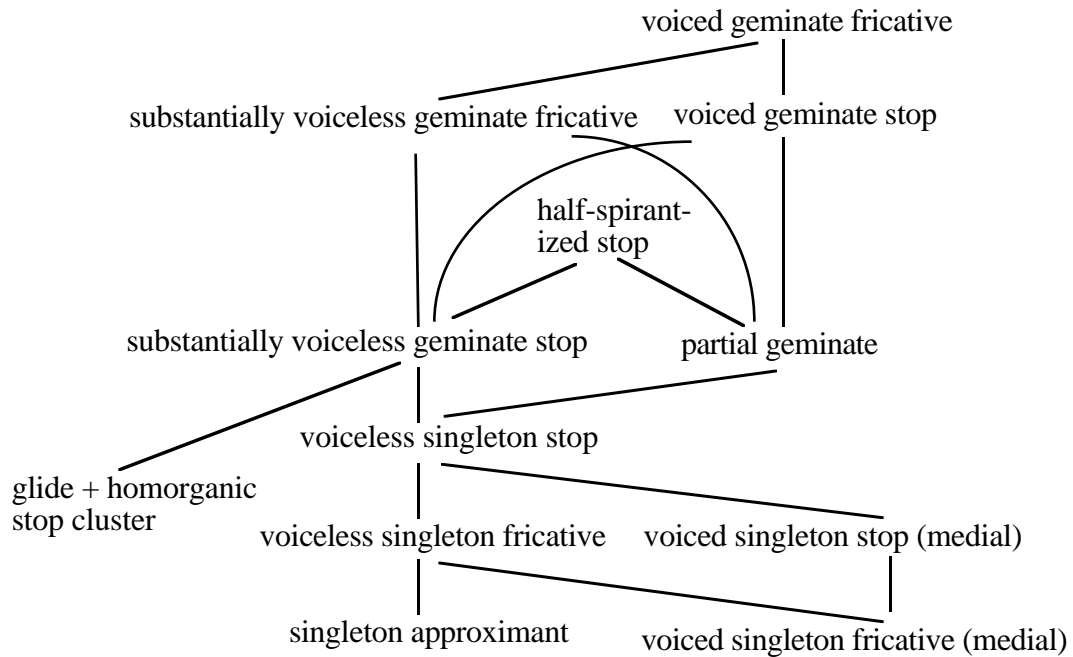 voiced geminate fricative
substantially voiceless geminate fricative
voiced geminate stop
half-spirant-
ized stop
substantially voiceless geminate stop
partial geminate
voiceless singleton stop
glide + homorganic
stop cluster
voiceless singleton fricative
voiced singleton stop (medial)
singleton approximant
voiced singleton fricative (medial)